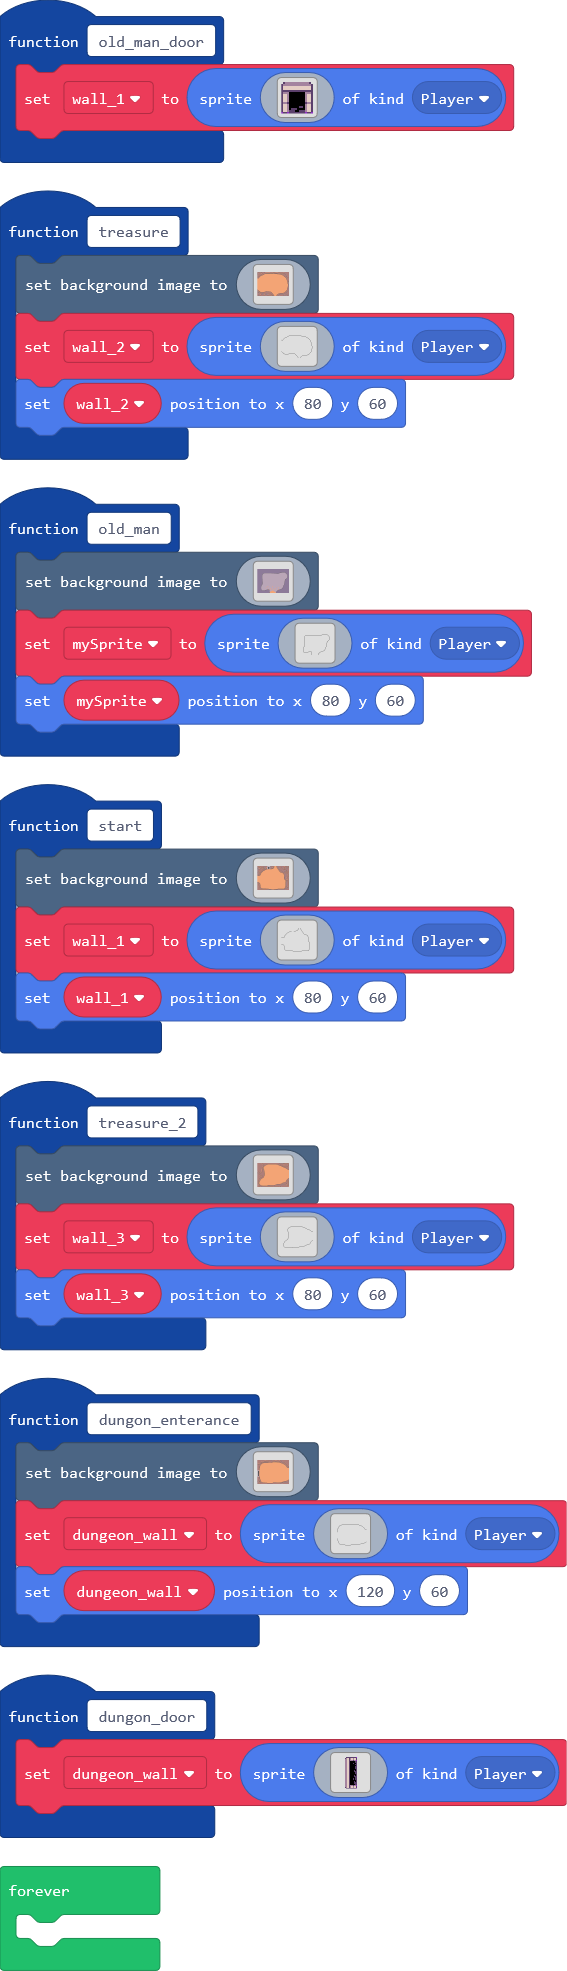 function old_man_door
set wall_1 to sprite of kind Player
function treasure
set background image to
set wall_2 to sprite of kind Player
set wall_2 position to x 80 y 60
function old_man
set background image to
set mySprite to sprite of kind Player
set mySprite position to x 80 y 60
function start
set background image to
set wall_1 to sprite of kind Player
set wall_1 position to x 80 y 60
function treasure_2
set background image to
set wall_3 to sprite of kind Player
set wall_3 position to x 80 y 60
function dungon_enterance
set background image to
set dungeon_wall to sprite of kind Player
set dungeon_wall position to x 120 y 60
function dungon_door
set dungeon_wall to sprite of kind Player
forever